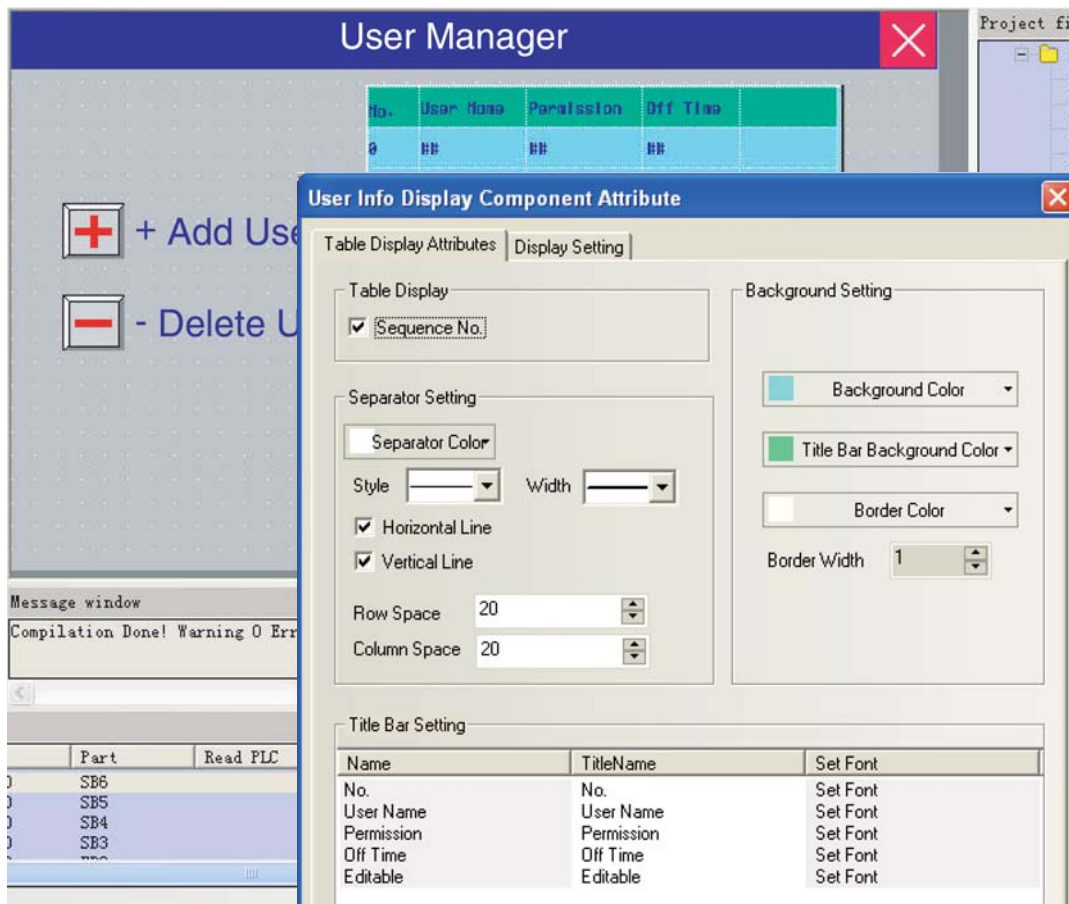 User Manager
Project fi
No. User Name Permission Off Time
0 ## ## ##
+ Add Use
- Delete U
User Info Display Component Attribute
Table Display Attributes Display Setting
Table Display
Sequence No.
Background Setting
Background Color
Title Bar Background Color
Border Color
Border Width 1
Separator Setting
Separator Color
Style Width
Horizontal Line
Vertical Line
Row Space 20
Column Space 20
Message window
Compilation Done! Warning 0 Err
Part Read PLC
SB6
SB5
SB4
SB3
Title Bar Setting
Name TitleName Set Font
No. No. Set Font
User Name User Name Set Font
Permission Permission Set Font
Off Time Off Time Set Font
Editable Editable Set Font